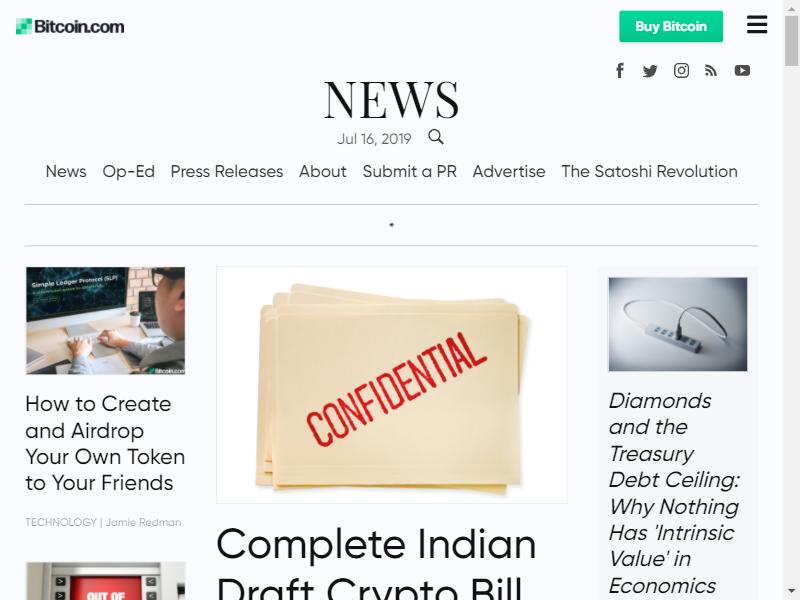 Bitcoin.com
Buy Bitcoin
NEWS
Jul 16, 2019
News Op-Ed Press Releases About Submit a PR Advertise The Satoshi Revolution
*
Simple Ledger Protocol (SLP)
Bitcoin.com
How to Create
and Airdrop
Your Own Token
to Your Friends
TECHNOLOGY | Jamie Redman
OUT OF
CONFIDENTIAL
Complete Indian
Draft Crypto Bill
Diamonds
and the
Treasury
Debt Ceiling:
Why Nothing
Has 'Intrinsic
Value' in
Economics